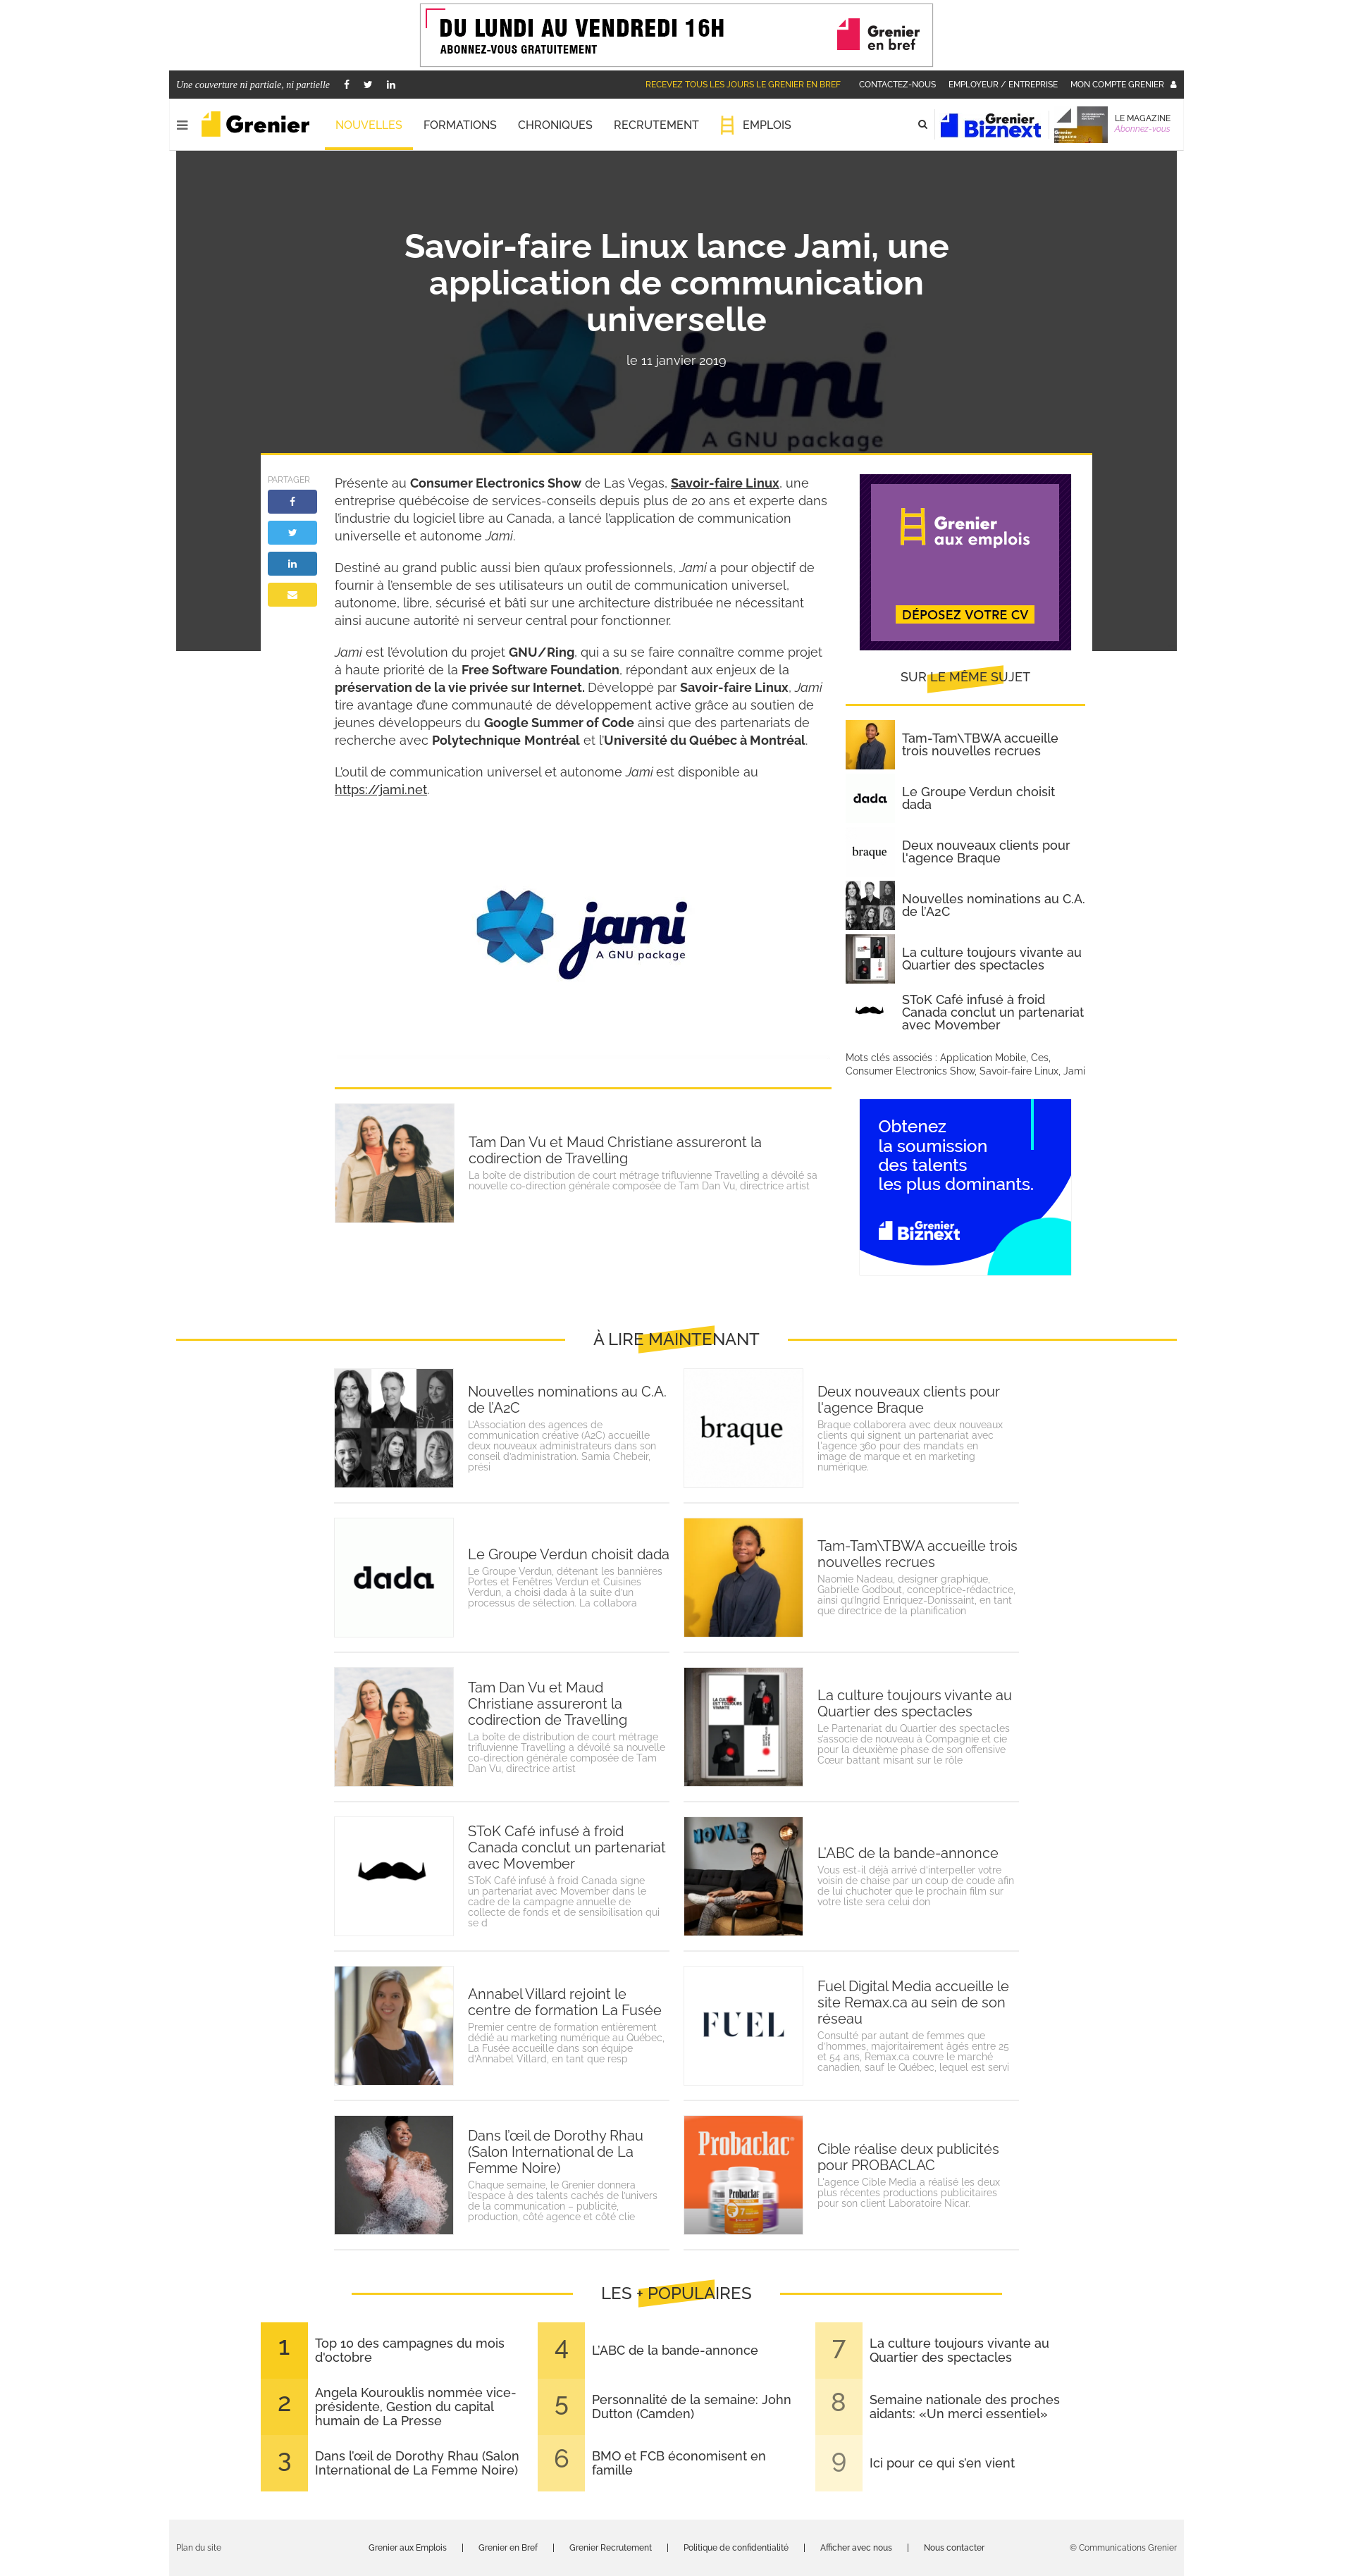 DU LUNDI AU VENDREDI 16H
ABONNEZ-VOUS GRATUITEMENT
Grenier
en bref
Une couverture ni partiale, ni partielle
RECEVEZ TOUS LES JOURS LE GRENIER EN BREF
CONTACTEZ-NOUS
EMPLOYEUR / ENTREPRISE
MON COMPTE GRENIER
Grenier
NOUVELLES
FORMATIONS
CHRONIQUES
RECRUTEMENT
EMPLOIS
Grenier
Biznext
LE MAGAZINE
Abonnez-vous
Savoir-faire Linux lance Jami, une
application de communication
universelle
le 11 janvier 2019
jami
A GNU package
PARTAGER
Présente au Consumer Electronics Show de Las Vegas, Savoir-faire Linux, une
entreprise québécoise de services-conseils depuis plus de 20 ans et experte dans
l'industrie du logiciel libre au Canada, a lancé l'application de communication
universelle et autonome Jami.
Destiné au grand public aussi bien qu'aux professionnels, Jami a pour objectif de
fournir à l'ensemble de ses utilisateurs un outil de communication universel,
autonome, libre, sécurisé et bâti sur une architecture distribuée ne nécessitant
ainsi aucune autorité ni serveur central pour fonctionner.
Jami est l'évolution du projet GNU/Ring, qui a su se faire connaître comme le projet
à haute priorité de la Free Software Foundation, répondant aux enjeux de la
préservation de la vie privée sur Internet. Développé par Savoir-faire Linux, Jami
tire avantage d'une communauté de développement active grâce au soutien de
jeunes développeurs du Google Summer of Code ainsi que des partenariats de
recherche avec Polytechnique Montréal et l'Université du Québec à Montréal.
L'outil de communication universel et autonome Jami est disponible au
https://jami.net.
jami
A GNU package
Tam Dan Vu et Maud Christiane assureront la
codirection de Travelling
La boîte de distribution de court métrage trifluvienne Travelling a dévoilé sa
nouvelle co-direction générale composée de Tam Dan Vu, directrice artist
Grenier
aux emplois
DÉPOSEZ VOTRE CV
SUR LE MÊME SUJET
Tam-Tam\TBWA accueille
trois nouvelles recrues
dada
Le Groupe Verdun choisit
dada
braque
Deux nouveaux clients pour
l'agence Braque
Nouvelles nominations au C.A.
de l'A2C
La culture toujours vivante au
Quartier des spectacles
SToK Café infusé à froid
Canada conclut un partenariat
avec Movember
Mots clés associés : Application Mobile, Ces,
Consumer Electronics Show, Savoir-faire Linux, Jami
Obtenez
la soumission
des talents
les plus dominants.
Grenier
Biznext
À LIRE MAINTENANT
Nouvelles nominations au C.A.
de l'A2C
L'Association des agences de
communication créative (A2C) accueille
deux nouveaux administrateurs dans son
conseil d'administration. Samia Chebeir,
prési
braque
Deux nouveaux clients pour
l'agence Braque
Braque collaborera avec deux nouveaux
clients qui signent un partenariat avec
l'agence 360 pour des mandats en
image de marque et en marketing
numérique.
dada
Le Groupe Verdun choisit dada
Le Groupe Verdun, détenant les bannières
Portes et Fenêtres Verdun et Cuisines
Verdun, a choisi dada à la suite d'un
processus de sélection. La collabora
Tam-Tam\TBWA accueille trois
nouvelles recrues
Naomie Nadeau, designer graphique,
Gabrielle Godbout, conceptrice-rédactrice,
ainsi qu'Ingrid Enriquez-Donissaint, en tant
que directrice de la planification
Tam Dan Vu et Maud
Christiane assureront la
codirection de Travelling
La boîte de distribution de court métrage
trifluvienne Travelling a dévoilé sa nouvelle
co-direction générale composée de Tam
Dan Vu, directrice artist
La culture toujours vivante au
Quartier des spectacles
Le Partenariat du Quartier des spectacles
s'associe de nouveau à Compagnie et cie
pour la deuxième phase de son offensive
Cœur battant misant sur le rôle
SToK Café infusé à froid
Canada conclut un partenariat
avec Movember
SToK Café infusé à froid Canada signe
un partenariat avec Movember dans le
cadre de la campagne annuelle de
collecte de fonds et de sensibilisation qui
se d
L'ABC de la bande-annonce
Vous est-il déjà arrivé d'interpeller votre
voisin de chaise par un coup de coude afin
de lui chuchoter que le prochain film sur
votre liste sera celui don
Annabel Villard rejoint le
centre de formation La Fusée
Premier centre de formation entièrement
dédié au marketing numérique au Québec,
La Fusée accueille dans son équipe
d'Annabel Villard, en tant que resp
FUEL
Fuel Digital Media accueille le
site Remax.ca au sein de son
réseau
Consulté par autant de femmes que
d'hommes, majoritairement âgés entre 25
et 54 ans, Remax.ca couvre le marché
canadien, sauf le Québec, lequel est servi
Dans l'œil de Dorothy Rhau
(Salon International de La
Femme Noire)
Chaque semaine, le Grenier donnera
l'espace à des talents cachés de l'univers
de la communication – publicité,
production, côté agence et côté clie
Probaclac
Cible réalise deux publicités
pour PROBACLAC
L'agence Cible Media a réalisé les deux
plus récentes productions publicitaires
pour son client Laboratoire Nicar.
LES + POPULAIRES
1
Top 10 des campagnes du mois
d'octobre
2
Angela Kourouklis nommée vice-
présidente, Gestion du capital
humain de La Presse
3
Dans l'œil de Dorothy Rhau (Salon
International de La Femme Noire)
4
L'ABC de la bande-annonce
5
Personnalité de la semaine: John
Dutton (Camden)
6
BMO et FCB économisent en
famille
7
La culture toujours vivante au
Quartier des spectacles
8
Semaine nationale des proches
aidants: «Un merci essentiel»
9
Ici pour ce qui s'en vient
Plan du site
Grenier aux Emplois | Grenier en Bref | Grenier Recrutement | Politique de confidentialité | Afficher avec nous | Nous contacter
© Communications Grenier